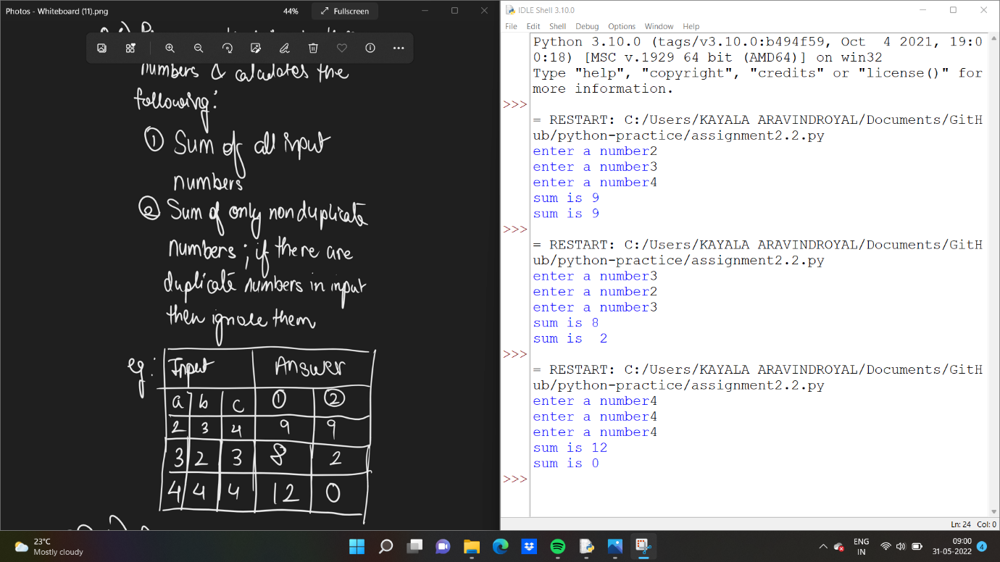 Photos - Whiteboard (11).png
44%
Fullscreen
numbers & calculates the
following:
① Sum of all input
numbers
② Sum of only nonduplicate
numbers ; if there are
duplicate numbers in input
then ignore them
eg:
Input Answer
a b c ① ②
2 3 4 9 9
3 2 3 8 2
4 4 4 12 0
IDLE Shell 3.10.0
File Edit Shell Debug Options Window Help
Python 3.10.0 (tags/v3.10.0:b494f59, Oct  4 2021, 19:0
0:18) [MSC v.1929 64 bit (AMD64)] on win32
Type "help", "copyright", "credits" or "license()" for
more information.
>>>
= RESTART: C:/Users/KAYALA ARAVINDROYAL/Documents/GitH
ub/python-practice/assignment2.2.py
enter a number2
enter a number3
enter a number4
sum is 9
sum is 9
>>>
= RESTART: C:/Users/KAYALA ARAVINDROYAL/Documents/GitH
ub/python-practice/assignment2.2.py
enter a number3
enter a number2
enter a number3
sum is 8
sum is  2
>>>
= RESTART: C:/Users/KAYALA ARAVINDROYAL/Documents/GitH
ub/python-practice/assignment2.2.py
enter a number4
enter a number4
enter a number4
sum is 12
sum is 0
>>>
Ln: 24 Col: 0
23°C
Mostly cloudy
ENG
IN
09:00
31-05-2022
4